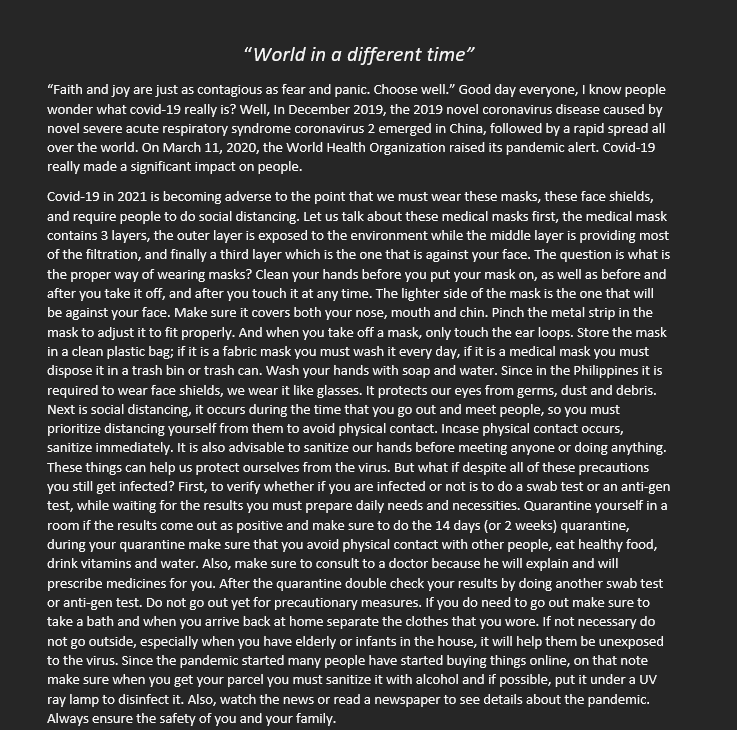 “World in a different time”
“Faith and joy are just as contagious as fear and panic. Choose well.” Good day everyone, I know people
wonder what covid-19 really is? Well, In December 2019, the 2019 novel coronavirus disease caused by
novel severe acute respiratory syndrome coronavirus 2 emerged in China, followed by a rapid spread all
over the world. On March 11, 2020, the World Health Organization raised its pandemic alert. Covid-19
really made a significant impact on people.
Covid-19 in 2021 is becoming adverse to the point that we must wear these masks, these face shields,
and require people to do social distancing. Let us talk about these medical masks first, the medical mask
contains 3 layers, the outer layer is exposed to the environment while the middle layer is providing most
of the filtration, and finally a third layer which is the one that is against your face. The question is what is
the proper way of wearing masks? Clean your hands before you put your mask on, as well as before and
after you take it off, and after you touch it at any time. The lighter side of the mask is the one that will
be against your face. Make sure it covers both your nose, mouth and chin. Pinch the metal strip in the
mask to adjust it to fit properly. And when you take off a mask, only touch the ear loops. Store the mask
in a clean plastic bag; if it is a fabric mask you must wash it every day, if it is a medical mask you must
dispose it in a trash bin or trash can. Wash your hands with soap and water. Since in the Philippines it is
required to wear face shields, we wear it like glasses. It protects our eyes from germs, dust and debris.
Next is social distancing, it occurs during the time that you go out and meet people, so you must
prioritize distancing yourself from them to avoid physical contact. Incase physical contact occurs,
sanitize immediately. It is also advisable to sanitize our hands before meeting anyone or doing anything.
These things can help us protect ourselves from the virus. But what if despite all of these precautions
you still get infected? First, to verify whether if you are infected or not is to do a swab test or an anti-gen
test, while waiting for the results you must prepare daily needs and necessities. Quarantine yourself in a
room if the results come out as positive and make sure to do the 14 days (or 2 weeks) quarantine,
during your quarantine make sure that you avoid physical contact with other people, eat healthy food,
drink vitamins and water. Also, make sure to consult to a doctor because he will explain and will
prescribe medicines for you. After the quarantine double check your results by doing another swab test
or anti-gen test. Do not go out yet for precautionary measures. If you do need to go out make sure to
take a bath and when you arrive back at home separate the clothes that you wore. If not necessary do
not go outside, especially when you have elderly or infants in the house, it will help them be unexposed
to the virus. Since the pandemic started many people have started buying things online, on that note
make sure when you get your parcel you must sanitize it with alcohol and if possible, put it under a UV
ray lamp to disinfect it. Also, watch the news or read a newspaper to see details about the pandemic.
Always ensure the safety of you and your family.